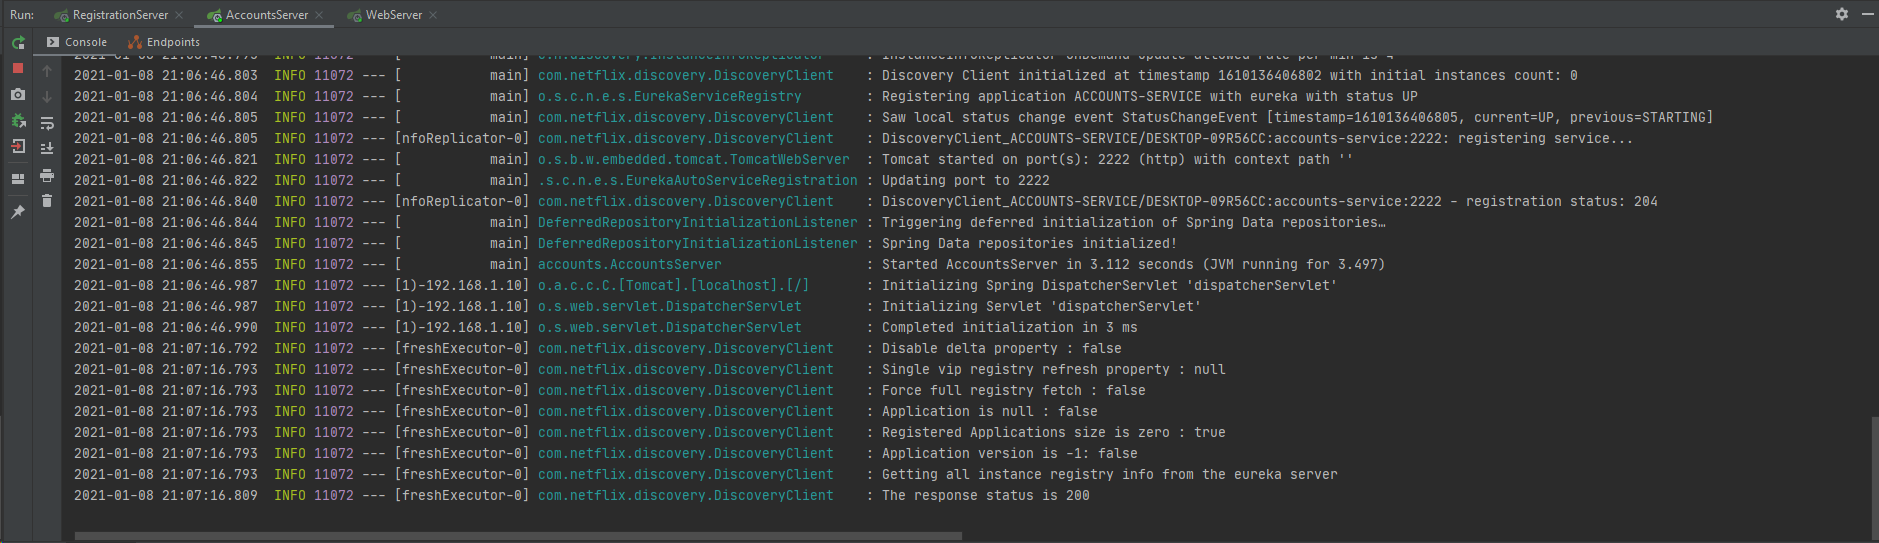 Run: RegistrationServer AccountsServer WebServer
Console Endpoints
2021-01-08 21:06:46.803 INFO 11072 --- [ main] com.netflix.discovery.DiscoveryClient : Discovery Client initialized at timestamp 1610136406802 with initial instances count: 0
2021-01-08 21:06:46.804 INFO 11072 --- [ main] o.s.c.n.e.s.EurekaServiceRegistry : Registering application ACCOUNTS-SERVICE with eureka with status UP
2021-01-08 21:06:46.805 INFO 11072 --- [ main] com.netflix.discovery.DiscoveryClient : Saw local status change event StatusChangeEvent [timestamp=1610136406805, current=UP, previous=STARTING]
2021-01-08 21:06:46.805 INFO 11072 --- [nfoReplicator-0] com.netflix.discovery.DiscoveryClient : DiscoveryClient_ACCOUNTS-SERVICE/DESKTOP-09R56CC:accounts-service:2222: registering service...
2021-01-08 21:06:46.821 INFO 11072 --- [ main] o.s.b.w.embedded.tomcat.TomcatWebServer : Tomcat started on port(s): 2222 (http) with context path ''
2021-01-08 21:06:46.822 INFO 11072 --- [ main] .s.c.n.e.s.EurekaAutoServiceRegistration : Updating port to 2222
2021-01-08 21:06:46.840 INFO 11072 --- [nfoReplicator-0] com.netflix.discovery.DiscoveryClient : DiscoveryClient_ACCOUNTS-SERVICE/DESKTOP-09R56CC:accounts-service:2222 - registration status: 204
2021-01-08 21:06:46.844 INFO 11072 --- [ main] DeferredRepositoryInitializationListener : Triggering deferred initialization of Spring Data repositories…
2021-01-08 21:06:46.845 INFO 11072 --- [ main] DeferredRepositoryInitializationListener : Spring Data repositories initialized!
2021-01-08 21:06:46.855 INFO 11072 --- [ main] accounts.AccountsServer : Started AccountsServer in 3.112 seconds (JVM running for 3.497)
2021-01-08 21:06:46.987 INFO 11072 --- [1)-192.168.1.10] o.a.c.c.C.[Tomcat].[localhost].[/] : Initializing Spring DispatcherServlet 'dispatcherServlet'
2021-01-08 21:06:46.987 INFO 11072 --- [1)-192.168.1.10] o.s.web.servlet.DispatcherServlet : Initializing Servlet 'dispatcherServlet'
2021-01-08 21:06:46.990 INFO 11072 --- [1)-192.168.1.10] o.s.web.servlet.DispatcherServlet : Completed initialization in 3 ms
2021-01-08 21:07:16.792 INFO 11072 --- [freshExecutor-0] com.netflix.discovery.DiscoveryClient : Disable delta property : false
2021-01-08 21:07:16.793 INFO 11072 --- [freshExecutor-0] com.netflix.discovery.DiscoveryClient : Single vip registry refresh property : null
2021-01-08 21:07:16.793 INFO 11072 --- [freshExecutor-0] com.netflix.discovery.DiscoveryClient : Force full registry fetch : false
2021-01-08 21:07:16.793 INFO 11072 --- [freshExecutor-0] com.netflix.discovery.DiscoveryClient : Application is null : false
2021-01-08 21:07:16.793 INFO 11072 --- [freshExecutor-0] com.netflix.discovery.DiscoveryClient : Registered Applications size is zero : true
2021-01-08 21:07:16.793 INFO 11072 --- [freshExecutor-0] com.netflix.discovery.DiscoveryClient : Application version is -1: false
2021-01-08 21:07:16.793 INFO 11072 --- [freshExecutor-0] com.netflix.discovery.DiscoveryClient : Getting all instance registry info from the eureka server
2021-01-08 21:07:16.809 INFO 11072 --- [freshExecutor-0] com.netflix.discovery.DiscoveryClient : The response status is 200